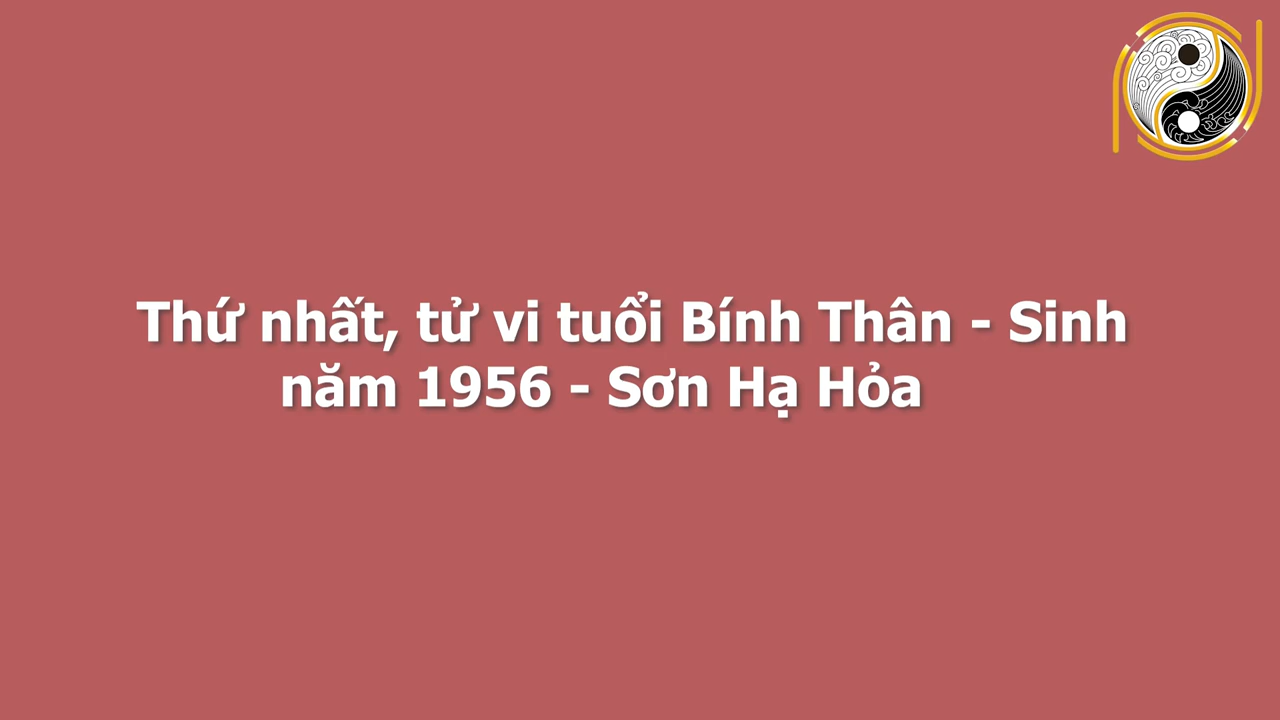 Thứ nhất, tử vi tuổi Bính Thân - Sinh
năm 1956 - Sơn Hạ Hỏa